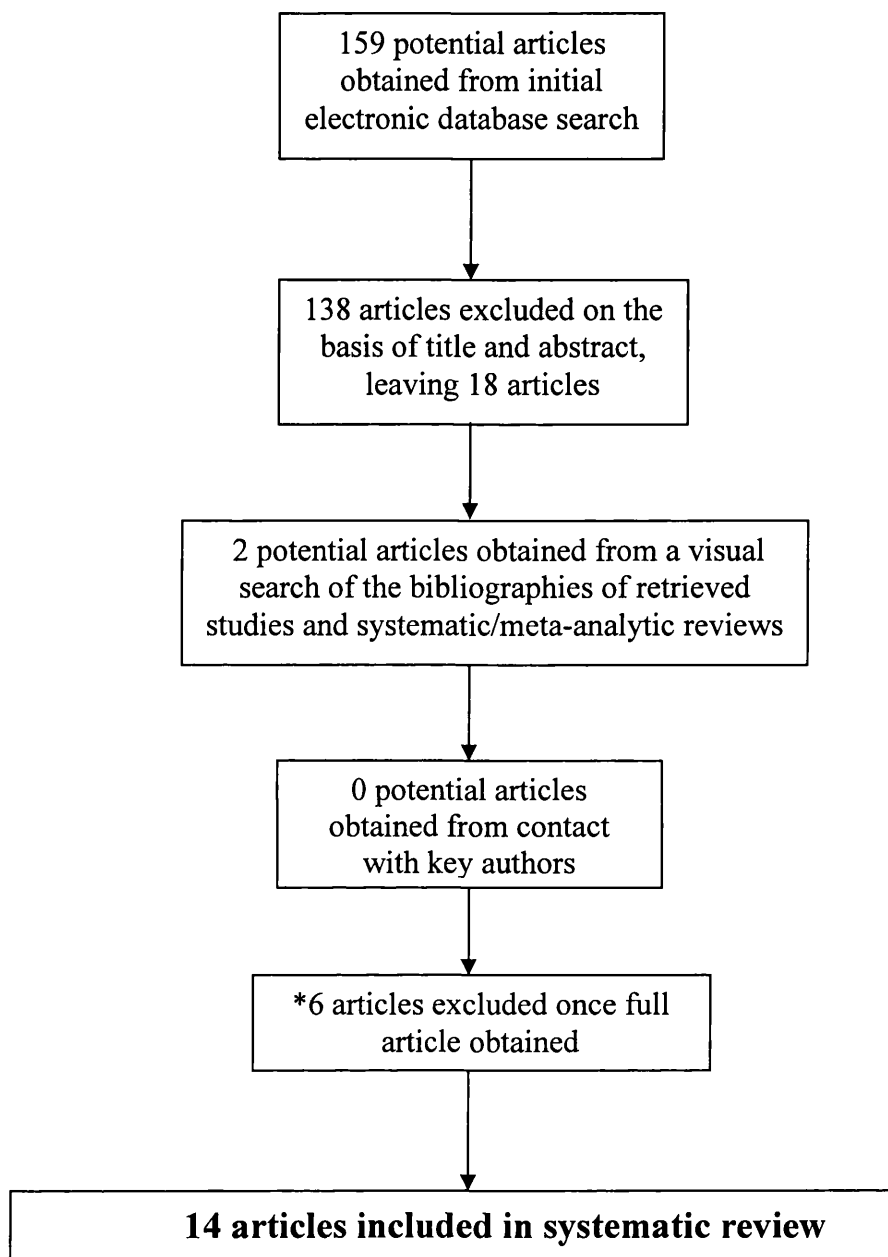 159 potential articles
obtained from initial
electronic database search
138 articles excluded on the
basis of title and abstract,
leaving 18 articles
2 potential articles obtained from a visual
search of the bibliographies of retrieved
studies and systematic/meta-analytic reviews
0 potential articles
obtained from contact
with key authors
*6 articles excluded once full
article obtained
14 articles included in systematic review